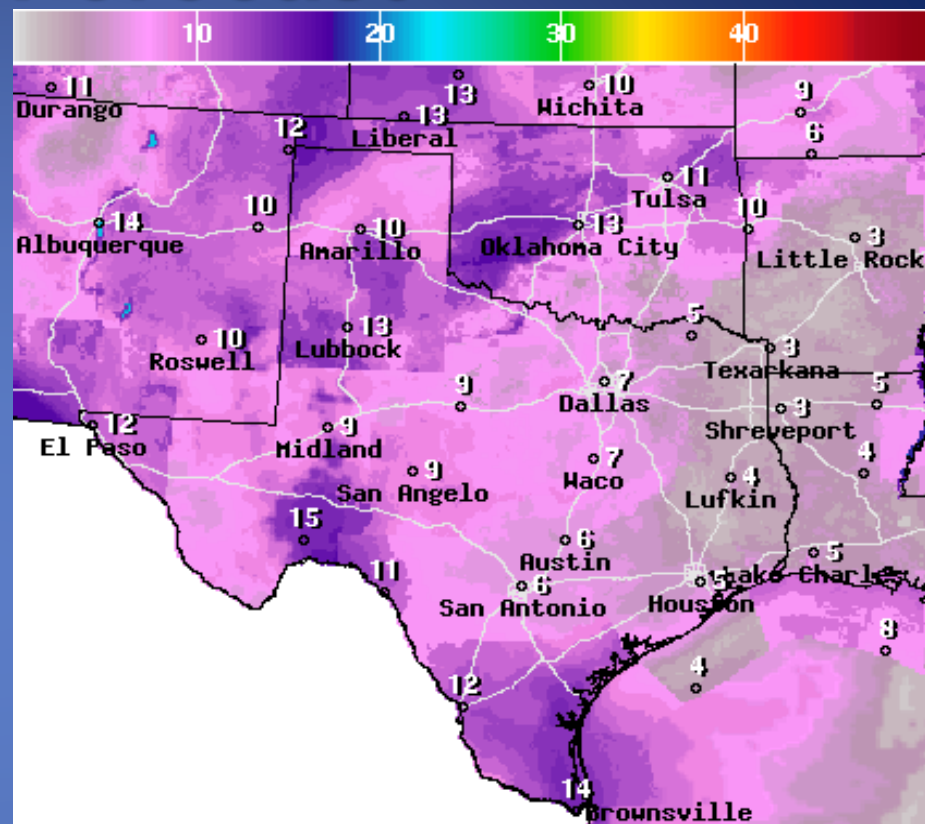 10 20 30 40
11
Durango
13
10
Wichita
9
13
Liberal
12
6
11
Tulsa
14
Albuquerque
10
10
Amarillo
13
Oklahoma City
10
3
Little Rock
10
Roswell
13
Lubbock
5
3
Texarkana
7
Dallas
9
3
Shreveport
5
12
El Paso
9
Midland
9
San Angelo
7
Waco
4
Lufkin
4
15
6
Austin
5
Lake Charl
11
6
San Antonio
5
Houston
8
4
12
14
Brownsville